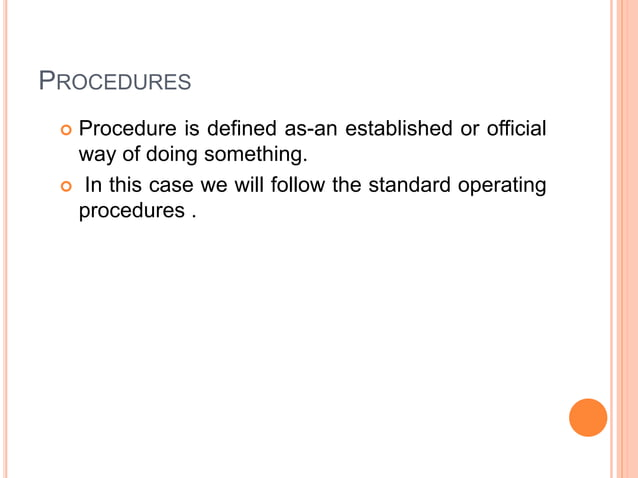 PROCEDURES
Procedure is defined as-an established or official
way of doing something.
In this case we will follow the standard operating
procedures .